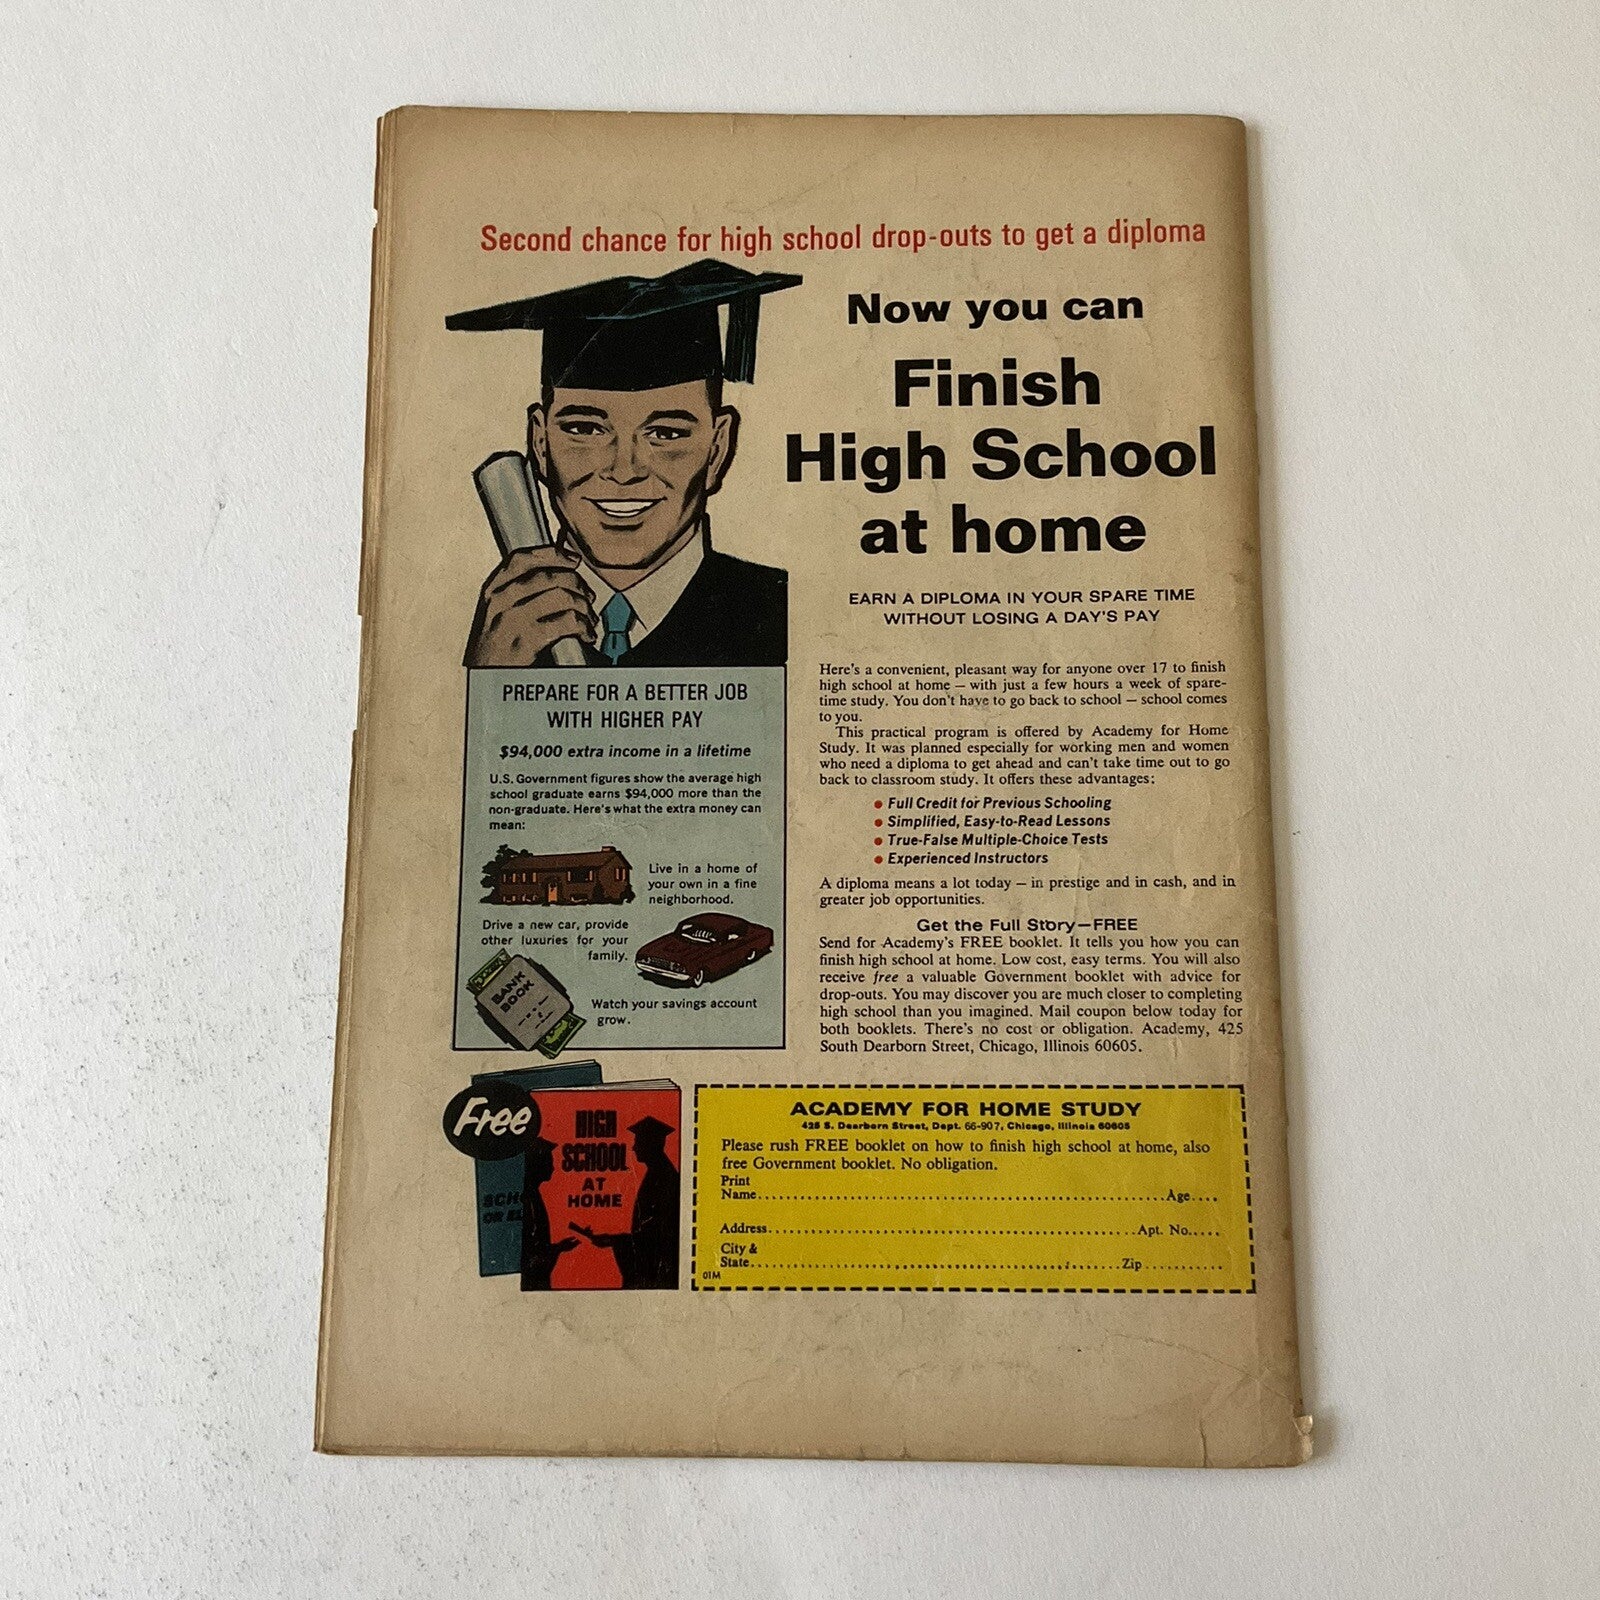 Second chance for high school drop-outs to get a diploma
Now you can
Finish
High School
at home
EARN A DIPLOMA IN YOUR SPARE TIME
WITHOUT LOSING A DAY'S PAY
PREPARE FOR A BETTER JOB
WITH HIGHER PAY
$94,000 extra income in a lifetime
U.S. Government figures show the average high
school graduate earns $94,000 more than the
non-graduate. Here's what the extra money can
mean:
Live in a home of
your own in a fine
neighborhood.
Drive a new car, provide
other luxuries for your
family.
BANK
BOOK
Watch your savings account
grow.
Here's a convenient, pleasant way for anyone over 17 to finish
high school at home – with just a few hours a week of spare-
time study. You don't have to go back to school – school comes
to you.
This practical program is offered by Academy for Home
Study. It was planned especially for working men and women
who need a diploma to get ahead and can't take time out to go
back to classroom study. It offers these advantages:
• Full Credit for Previous Schooling
• Simplified, Easy-to-Read Lessons
• True-False Multiple-Choice Tests
• Experienced Instructors
A diploma means a lot today – in prestige and in cash, and in
greater job opportunities.
Get the Full Story–FREE
Send for Academy's FREE booklet. It tells you how you can
finish high school at home. Low cost, easy terms. You will also
receive free a valuable Government booklet with advice for
drop-outs. You may discover you are much closer to completing
high school than you imagined. Mail coupon below today for
both booklets. There's no cost or obligation. Academy, 425
South Dearborn Street, Chicago, Illinois 60605.
Free
HIGH
SCHOOL
AT
HOME
SCH
OR EL
ACADEMY FOR HOME STUDY
425 S. Dearborn Street, Dept. 66-907, Chicago, Illinois 60605
Please rush FREE booklet on how to finish high school at home, also
free Government booklet. No obligation.
Print
Name Age
Address Apt. No.
City &
State Zip
01M